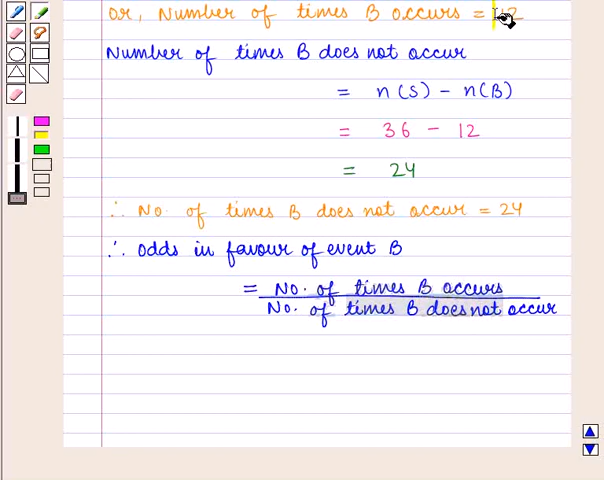 or, Number of times B occurs = 12
Number of times B does not occur
= n(S) - n(B)
= 36 - 12
= 24
∴ No. of times B does not occur = 24
∴ Odds in favour of event B
= No. of times B occurs
No. of times B does not occur